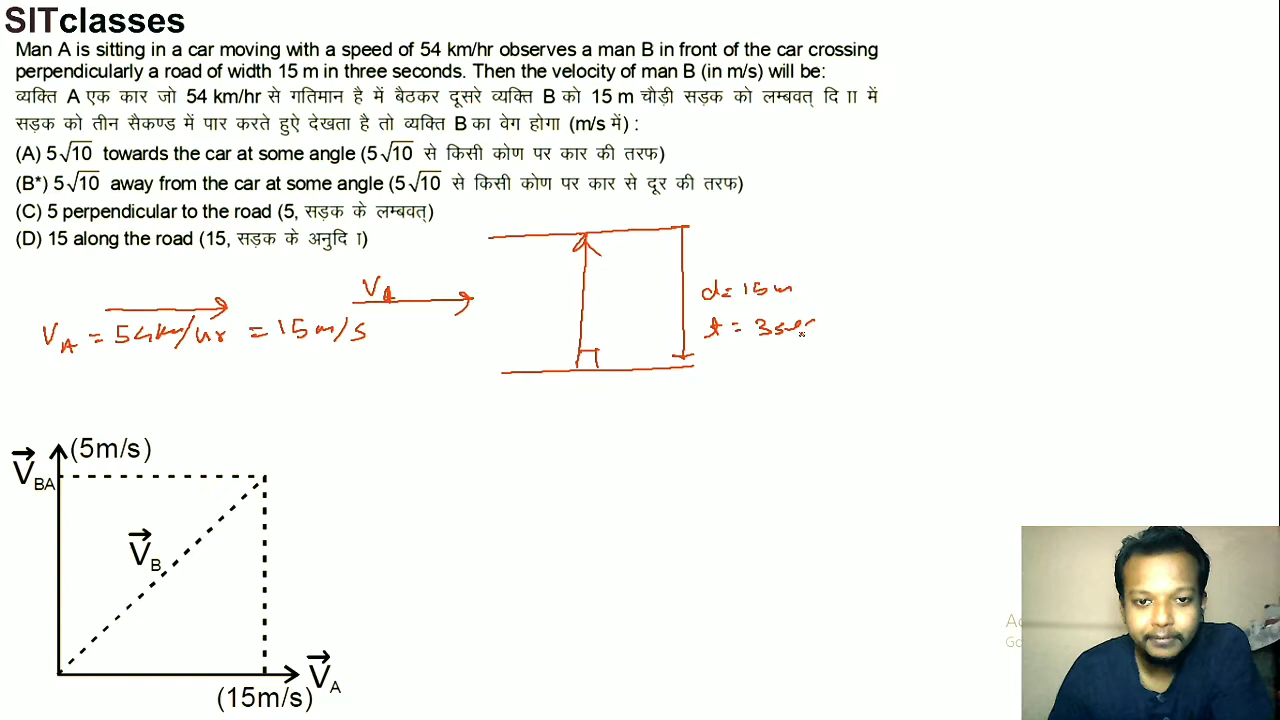 SITclasses
Man A is sitting in a car moving with a speed of 54 km/hr observes a man B in front of the car crossing
perpendicularly a road of width 15 m in three seconds. Then the velocity of man B (in m/s) will be:
व्यक्ति A एक कार जो 54 km/hr से गतिमान है में बैठकर दूसरे व्यक्ति B को 15 m चौड़ी सड़क को लम्बवत् दि ाा में
सड़क को तीन सैकण्ड में पार करते हुऐ देखता है तो व्यक्ति B का वेग होगा (m/s में) :
(A) 5√10 towards the car at some angle (5√10 से किसी कोण पर कार की तरफ)
(B*) 5√10 away from the car at some angle (5√10 से किसी कोण पर कार से दूर की तरफ)
(C) 5 perpendicular to the road (5, सड़क के लम्बवत्)
(D) 15 along the road (15, सड़क के अनुदि ा)
V_A
d = 15 m
V_A = 54 km/hr = 15 m/s
t = 3 sec
(5m/s)
V_BA
V_B
V_A
(15m/s)